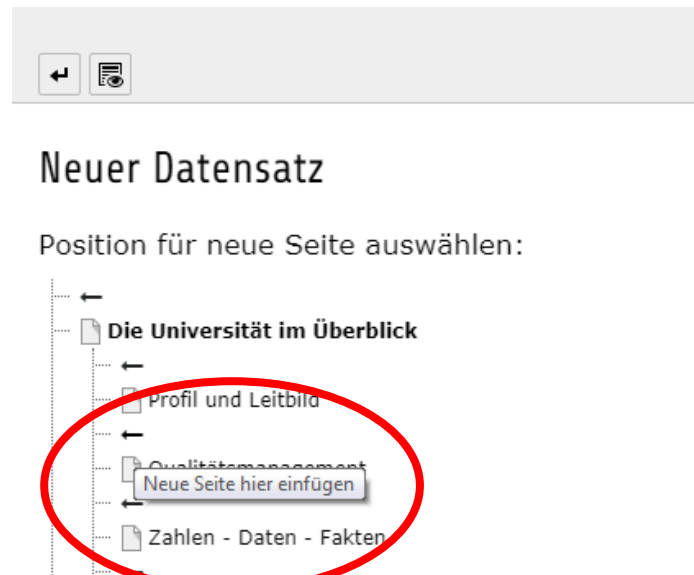 Neuer Datensatz
Position für neue Seite auswählen:
Die Universität im Überblick
Profil und Leitbild
Qualitätsmanagement
Neue Seite hier einfügen
Zahlen - Daten - Fakten